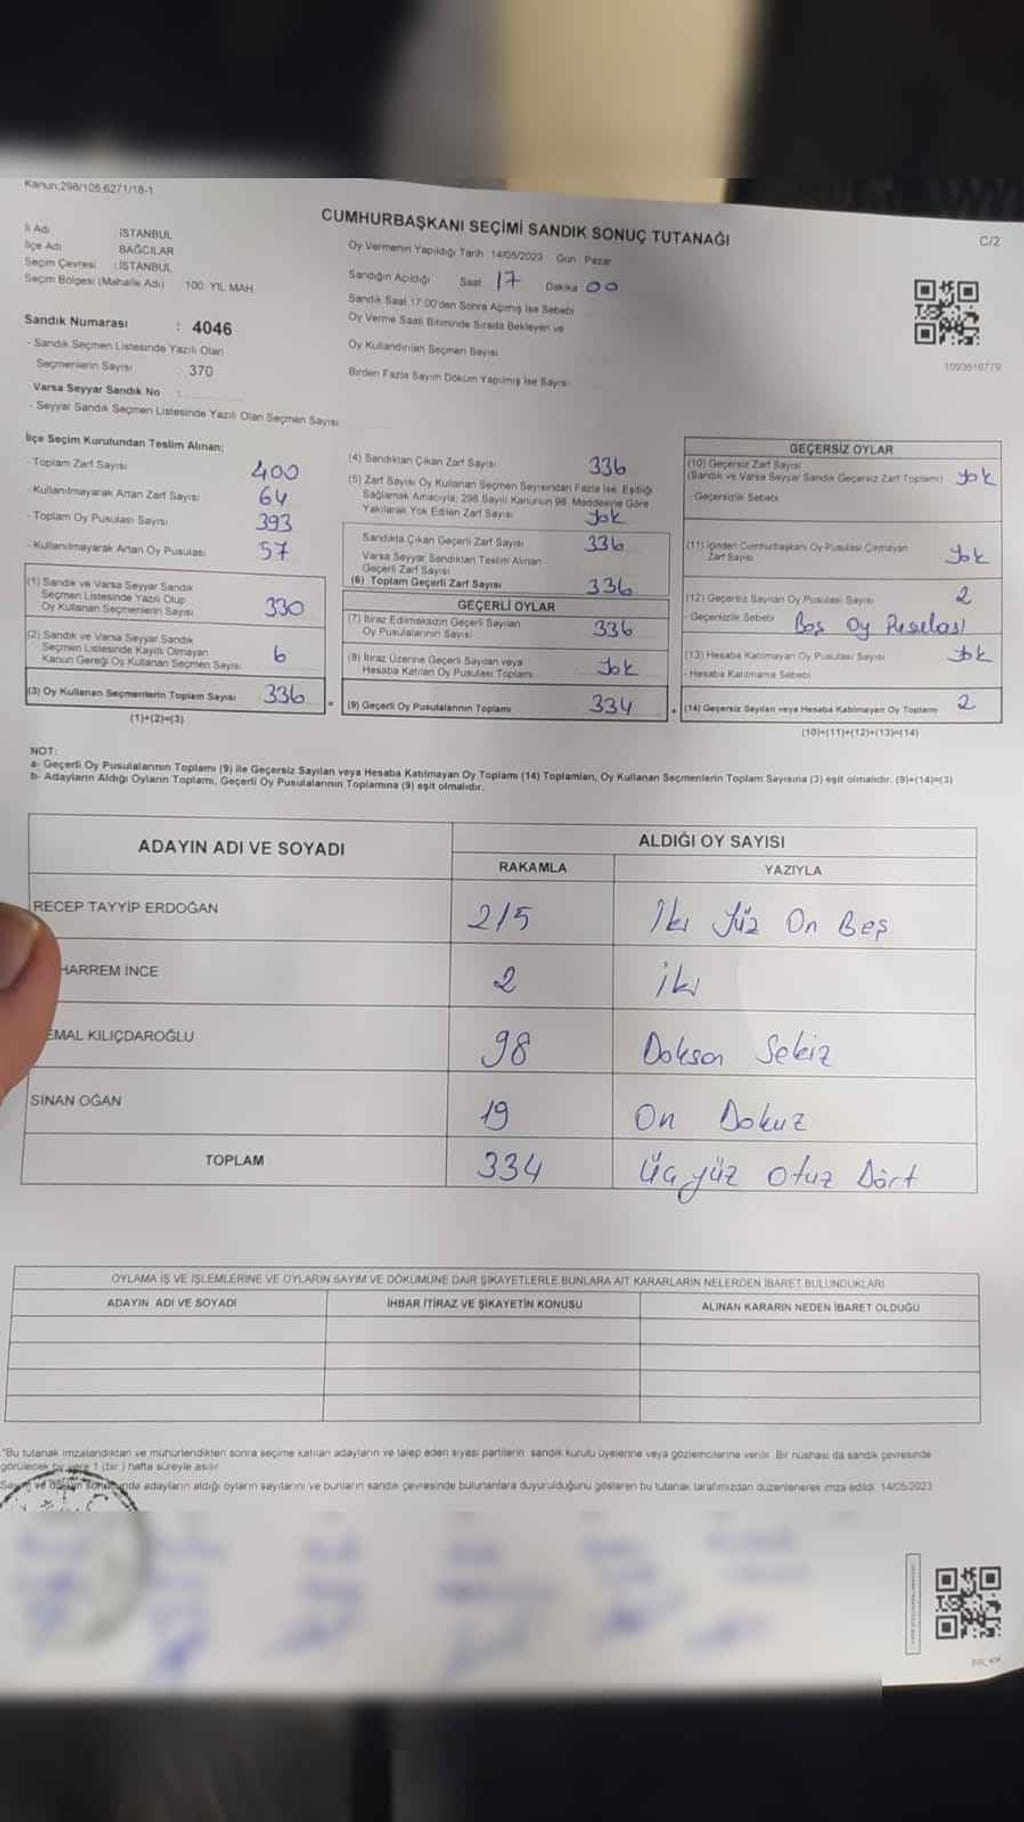 Kanun:298/105,6271/18-1
CUMHURBAŞKANI SEÇİMİ SANDIK SONUÇ TUTANAĞI
C/2
İl Adı : İSTANBUL
İlçe Adı : BAĞCILAR
Seçim Çevresi : İSTANBUL
Seçim Bölgesi (Mahalle Adı) 100. YIL MAH.
Sandık Numarası : 4046
- Sandık Seçmen Listesinde Yazılı Olan
Seçmenlerin Sayısı : 370
Varsa Seyyar Sandık No :
- Seyyar Sandık Seçmen Listesinde Yazılı Olan Seçmen Sayısı
Oy Vermenin Yapıldığı Tarih : 14/05/2023 Gün : Pazar
Sandığın Açıldığı Saat 17 Dakika 00
Sandık Saat 17:00'den Sonra Açımış İse Sebebi
Oy Verme Saati Bitiminde Sırada Bekleyen ve
Oy Kullandırılan Seçmen Sayısı
Birden Fazla Sayım Döküm Yapılmış İse Sayısı
1093616779
İlçe Seçim Kurulundan Teslim Alınan:
- Toplam Zarf Sayısı 400
- Kullanılmayarak Artan Zarf Sayısı 64
- Toplam Oy Pusulası Sayısı 393
- Kullanılmayarak Artan Oy Pusulası 57
(1) Sandık ve Varsa Seyyar Sandık
Seçmen Listesinde Yazılı Olup
Oy Kullanan Seçmenlerin Sayısı 330
(2) Sandık ve Varsa Seyyar Sandık
Seçmen Listesinde Kayıtlı Olmayan
Kanun Gereği Oy Kullanan Seçmen Sayısı 6
(3) Oy Kullanan Seçmenlerin Toplam Sayısı 336
(1)+(2)=(3)
(4) Sandıktan Çıkan Zarf Sayısı 336
(5) Zarf Sayısı Oy Kullanan Seçmen Sayısından Fazla İse, Eşitliği
Sağlamak Amacıyla; 298 Sayılı Kanunun 98. Maddesine Göre
Yakılarak Yok Edilen Zarf Sayısı Yok
Sandıkta Çıkan Geçerli Zarf Sayısı 336
Varsa Seyyar Sandıktan Teslim Alınan
Geçerli Zarf Sayısı
(6) Toplam Geçerli Zarf Sayısı 336
GEÇERLİ OYLAR
(7) İtiraz Edilmeksizin Geçerli Sayılan
Oy Pusulalarının Sayısı 336
(8) İtiraz Üzerine Geçerli Sayılan veya
Hesaba Katılan Oy Pusulası Toplamı Yok
(9) Geçerli Oy Pusulalarının Toplamı 334
GEÇERSİZ OYLAR
(10) Geçersiz Zarf Sayısı
(Sandık ve Varsa Seyyar Sandık Geçersiz Zarf Toplamı) Yok
- Geçersizlik Sebebi
(11) İçinden Cumhurbaşkanı Oy Pusulası Çıkmayan
Zarf Sayısı Yok
(12) Geçersiz Sayılan Oy Pusulası Sayısı 2
- Geçersizlik Sebebi Boş Oy Pusulası
(13) Hesaba Katılmayan Oy Pusulası Sayısı Yok
- Hesaba Katılmama Sebebi
(14) Geçersiz Sayılan veya Hesaba Katılmayan Oy Toplamı 2
(10)+(11)+(12)+(13)=(14)
NOT:
a- Geçerli Oy Pusulalarının Toplamı (9) ile Geçersiz Sayılan veya Hesaba Katılmayan Oy Toplamı (14) Toplamları, Oy Kullanan Seçmenlerin Toplam Sayısına (3) eşit olmalıdır. (9)+(14)=(3)
b- Adayların Aldığı Oyların Toplamı, Geçerli Oy Pusulalarının Toplamına (9) eşit olmalıdır.
ADAYIN ADI VE SOYADI
ALDIĞI OY SAYISI
RAKAMLA YAZIYLA
RECEP TAYYİP ERDOĞAN 215 İki Yüz On Beş
HARREM İNCE 2 İki
EMAL KILIÇDAROĞLU 98 Doksan Sekiz
SİNAN OĞAN 19 On Dokuz
TOPLAM 334 Üç yüz Otuz Dört
OYLAMA İŞ VE İŞLEMLERİNE VE OYLARIN SAYIM VE DÖKÜMÜNE DAİR ŞİKAYETLERLE BUNLARA AİT KARARLARIN NELERDEN İBARET BULUNDUKLARI
ADAYIN ADI VE SOYADI İHBAR İTİRAZ VE ŞİKAYETİN KONUSU ALINAN KARARIN NEDEN İBARET OLDUĞU
"Bu tutanak imzalandıktan ve mühürlendikten sonra seçime katılan adayların ve talep eden siyasi partilerin sandık kurulu üyelerine veya gözlemcilerine verilir. Bir nüshası da sandık çevresinde
görülecek bir yere 1 (bir) hafta süreyle asılır.
Sayım ve döküm sonunda adayların aldığı oyların sayılarını ve bunların sandık çevresinde bulunanlara duyurulduğunu gösteren bu tutanak tarafımızdan düzenlenerek imza edildi. 14/05/2023